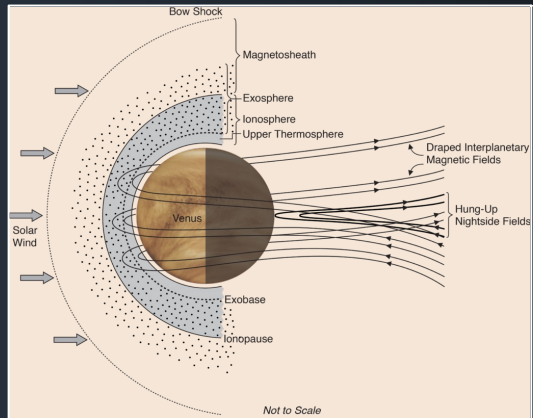 Bow Shock
Magnetosheath
Exosphere
Ionosphere
Upper Thermosphere
Draped Interplanetary
Magnetic Fields
Venus
Hung-Up
Nightside Fields
Solar
Wind
Exobase
Ionopause
Not to Scale